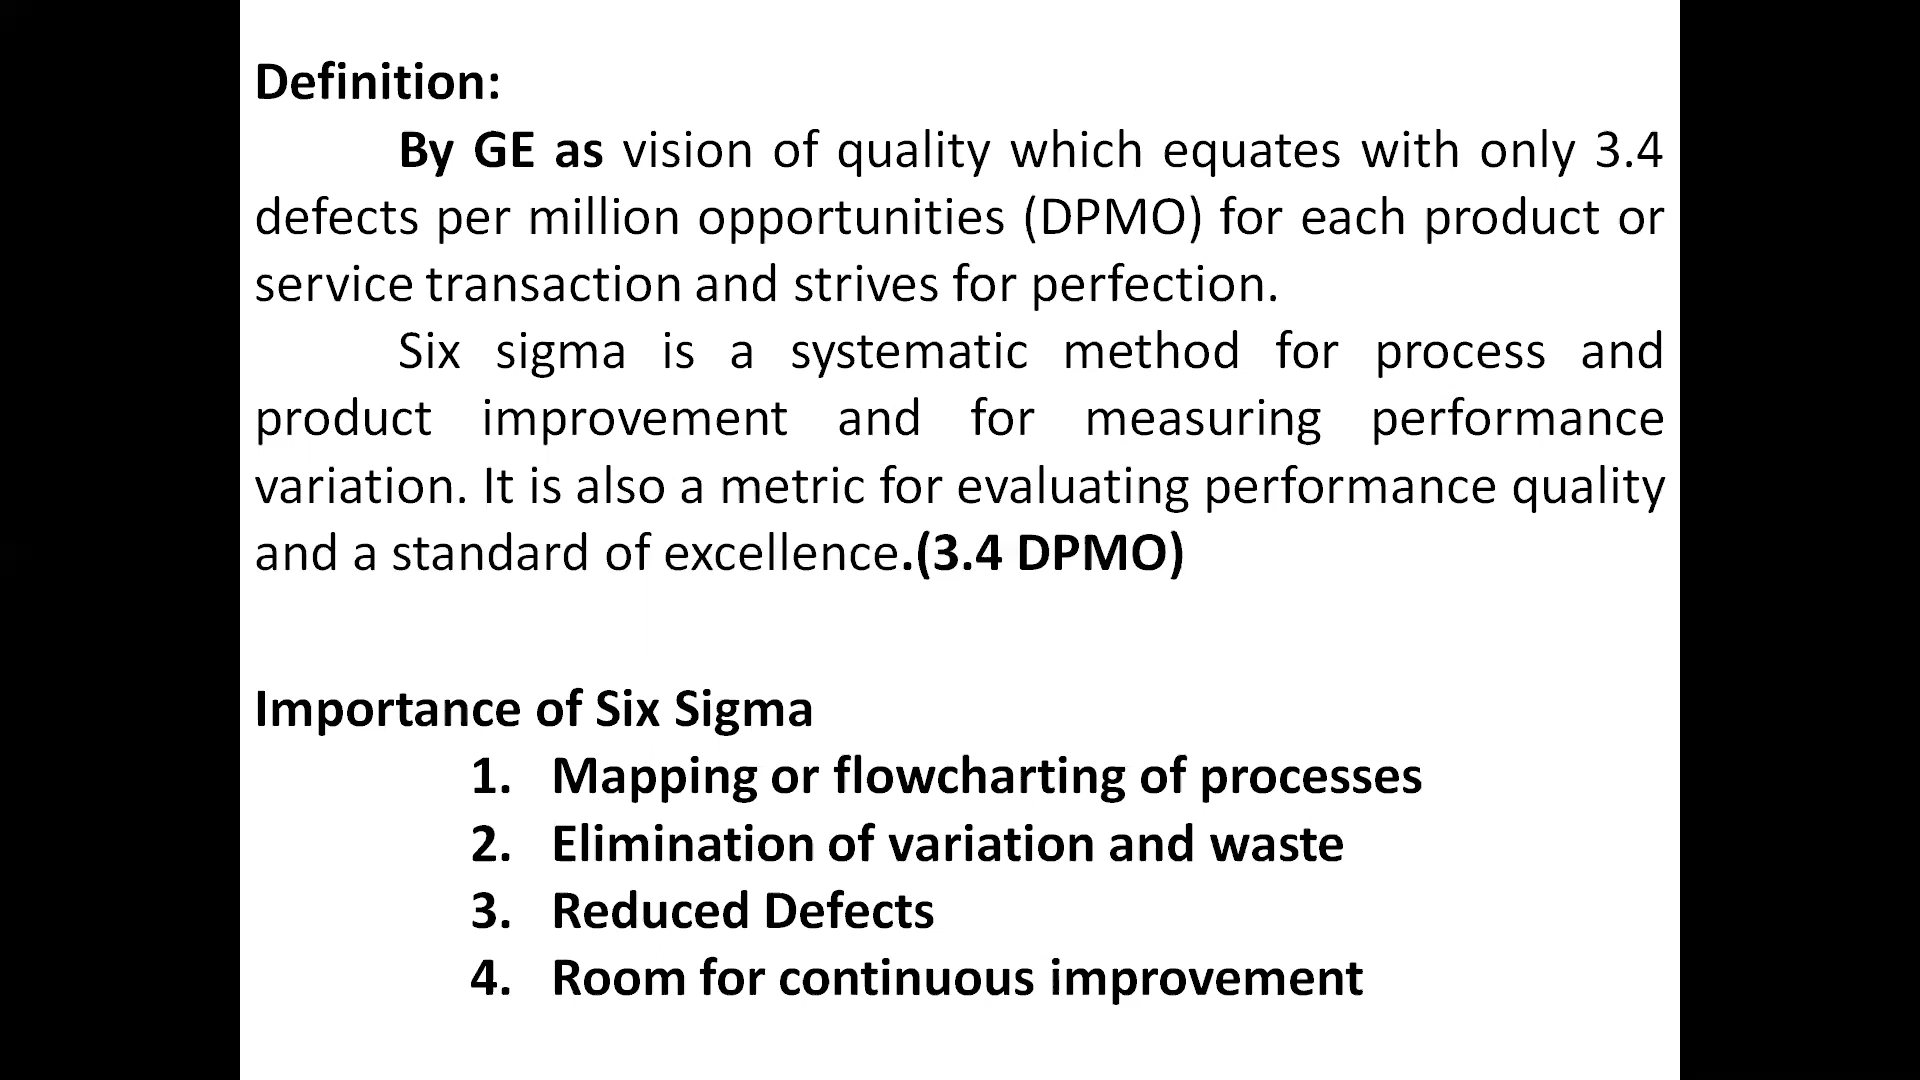 Definition:
By GE as vision of quality which equates with only 3.4
defects per million opportunities (DPMO) for each product or
service transaction and strives for perfection.
Six sigma is a systematic method for process and
product improvement and for measuring performance
variation. It is also a metric for evaluating performance quality
and a standard of excellence.(3.4 DPMO)
Importance of Six Sigma
1. Mapping or flowcharting of processes
2. Elimination of variation and waste
3. Reduced Defects
4. Room for continuous improvement